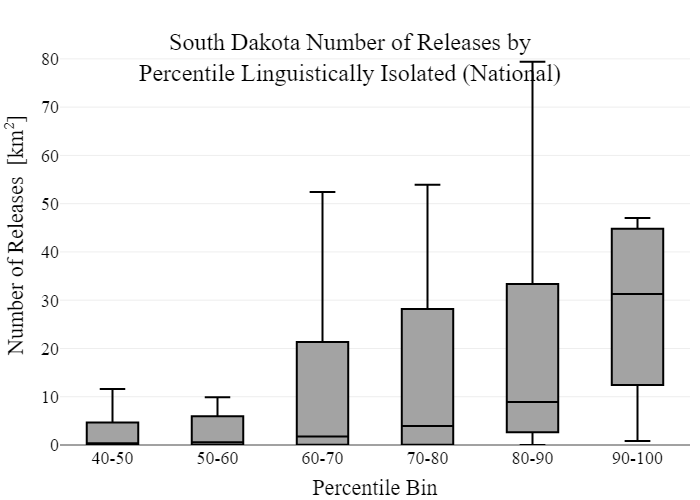 South Dakota Number of Releases by
Percentile Linguistically Isolated (National)
Number of Releases [km²]
80
70
60
50
40
30
20
10
0
40-50 50-60 60-70 70-80 80-90 90-100
Percentile Bin